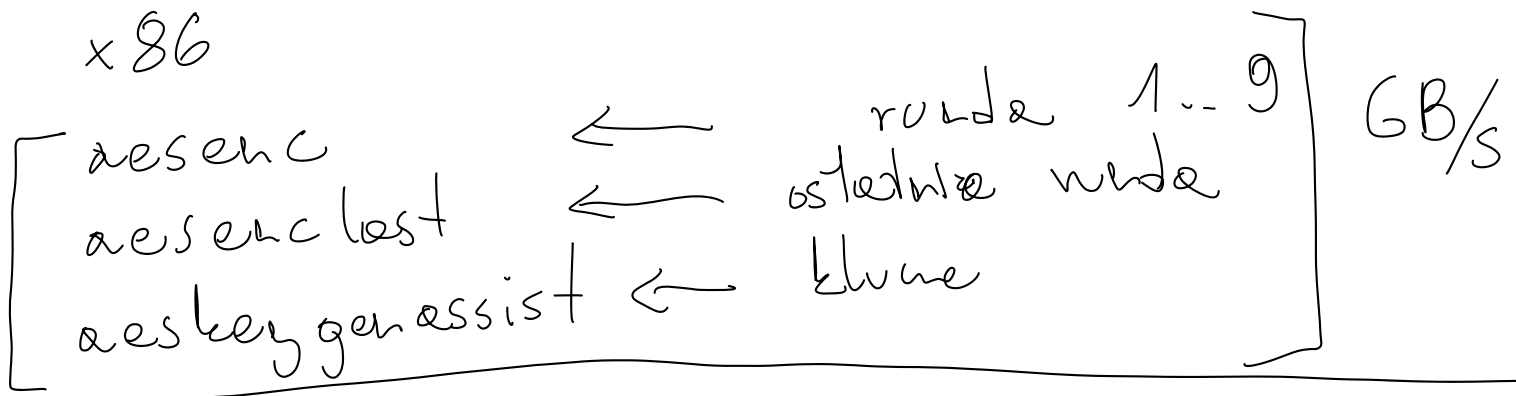 x86
aesenc ← runda 1..9 GB/s
aesenclast ← ostatnia runda
aeskeygenassist ← klucze